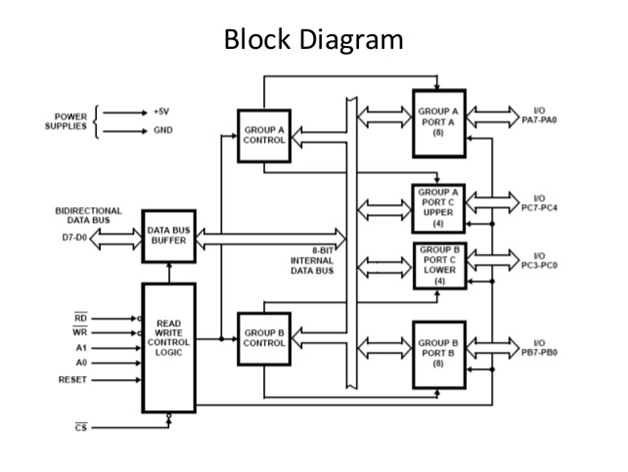 Block Diagram
POWER
SUPPLIES
+5V
GND
GROUP A
CONTROL
GROUP A
PORT A
(8)
I/O
PA7-PA0
GROUP A
PORT C
UPPER
(4)
I/O
PC7-PC4
BIDIRECTIONAL
DATA BUS
D7-D0
DATA BUS
BUFFER
8-BIT
INTERNAL
DATA BUS
GROUP B
PORT C
LOWER
(4)
I/O
PC3-PC0
RD
WR
A1
A0
RESET
CS
READ
WRITE
CONTROL
LOGIC
GROUP B
CONTROL
GROUP B
PORT B
(8)
I/O
PB7-PB0